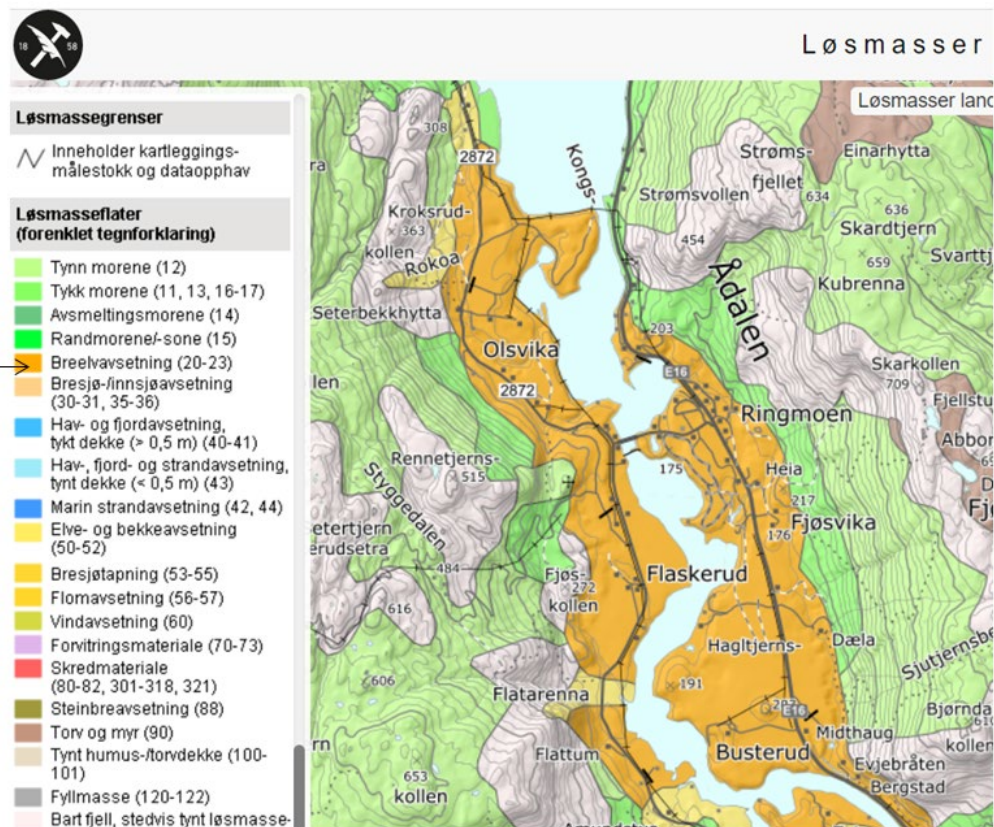 18 58
Løsmasser
Løsmassegrenser
Inneholder kartleggings-
målestokk og dataopphav
Løsmasseflater
(forenklet tegnforklaring)
Tynn morene (12)
Tykk morene (11, 13, 16-17)
Avsmeltingsmorene (14)
Randmorene/-sone (15)
Breelvavsetning (20-23)
Bresjø-/innsjøavsetning
(30-31, 35-36)
Hav- og fjordavsetning,
tykt dekke (> 0,5 m) (40-41)
Hav-, fjord- og strandavsetning,
tynt dekke (< 0,5 m) (43)
Marin strandavsetning (42, 44)
Elve- og bekkeavsetning
(50-52)
Bresjøtapning (53-55)
Flomavsetning (56-57)
Vindavsetning (60)
Forvitringsmateriale (70-73)
Skredmateriale
(80-82, 301-318, 321)
Steinbreavsetning (88)
Torv og myr (90)
Tynt humus-/torvdekke (100-
101)
Fyllmasse (120-122)
Bart fjell, stedvis tynt løsmasse-
Løsmasser land
308
2872
Kongs-
Strøms-
fjellet
Einarhytta
Strømsvollen
634
636
Kroksrud-
363
kollen
Rokoa
454
Skardtjern
659
Svarttj
Kubrenna
Ådalen
Seterbekkhytta
203
Olsvika
E16
Skarkollen
709
len
2872
Fjellstu
Ringmoen
Abbor
Rennetjerns-
515
175
Heia
Styggedalen
217
Fjøsvika
etertjern
erudsetra
176
484
Fjøs-
272
kollen
Flaskerud
616
Hagltjerns-
Dæla
Sjutjernsbe
606
Flatarenna
191
E16
Bjørnda
610
kollen
Midthaug
Flattum
Busterud
Evjebråten
Bergstad
653
kollen